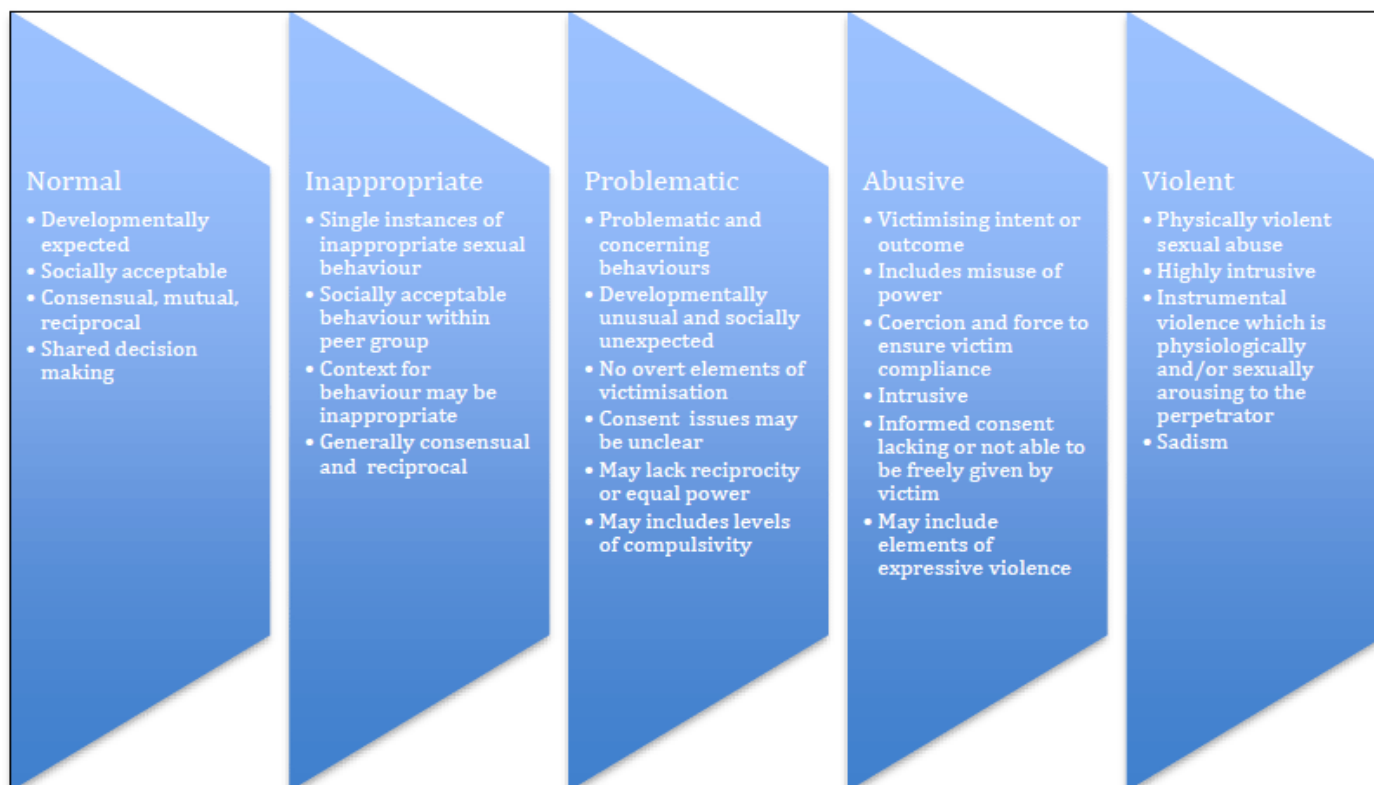 Normal
• Developmentally
expected
• Socially acceptable
• Consensual, mutual,
reciprocal
• Shared decision
making
Inappropriate
• Single instances of
inappropriate sexual
behaviour
• Socially acceptable
behaviour within
peer group
• Context for
behaviour may be
inappropriate
• Generally consensual
and reciprocal
Problematic
• Problematic and
concerning
behaviours
• Developmentally
unusual and socially
unexpected
• No overt elements of
victimisation
• Consent issues may
be unclear
• May lack reciprocity
or equal power
• May includes levels
of compulsivity
Abusive
• Victimising intent or
outcome
• Includes misuse of
power
• Coercion and force to
ensure victim
compliance
• Intrusive
• Informed consent
lacking or not able to
be freely given by
victim
• May include
elements of
expressive violence
Violent
• Physically violent
sexual abuse
• Highly intrusive
• Instrumental
violence which is
physiologically
and/or sexually
arousing to the
perpetrator
• Sadism